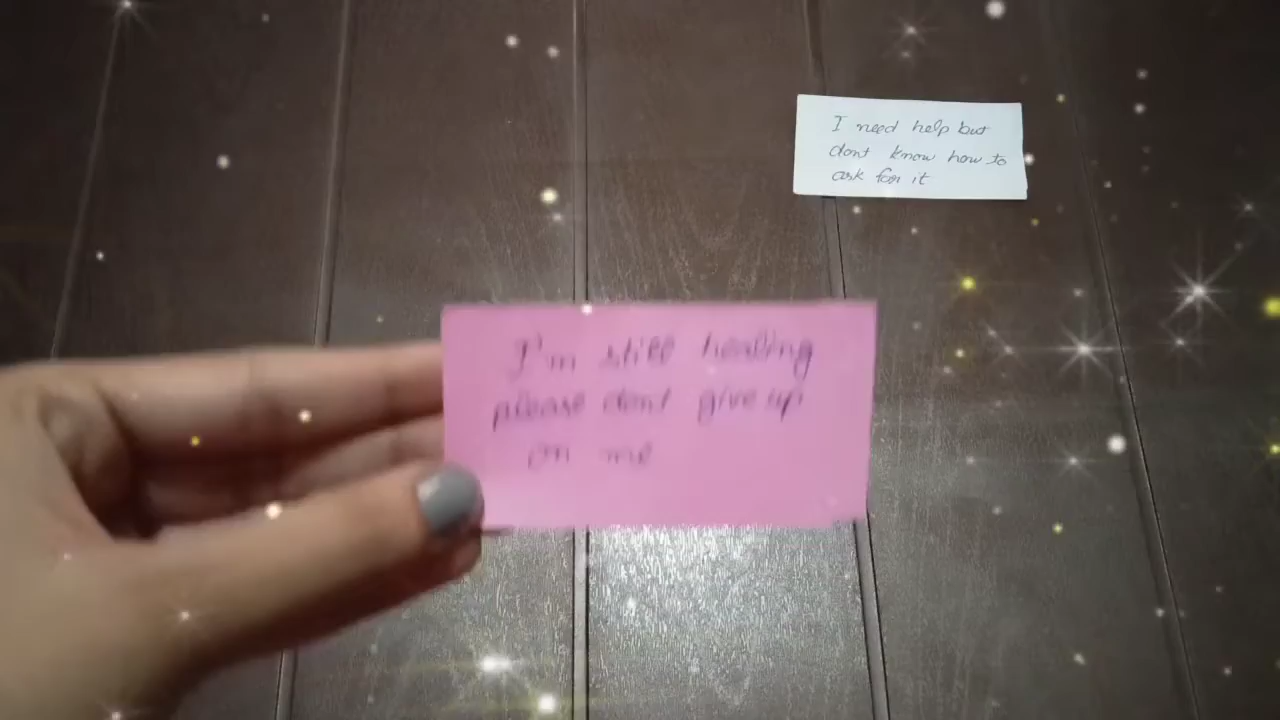 I need help but
dont know how to
ask for it
I'm still healing
please dont give up
on me